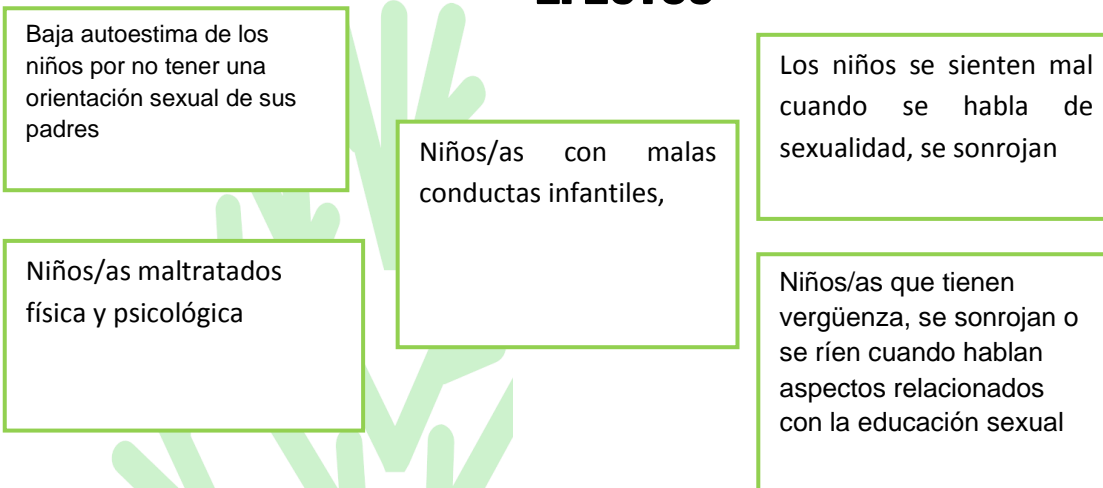 EFECTOS
Baja autoestima de los
niños por no tener una
orientación sexual de sus
padres
Niños/as con malas
conductas infantiles,
Los niños se sienten mal
cuando se habla de
sexualidad, se sonrojan
Niños/as maltratados
física y psicológica
Niños/as que tienen
vergüenza, se sonrojan o
se ríen cuando hablan
aspectos relacionados
con la educación sexual